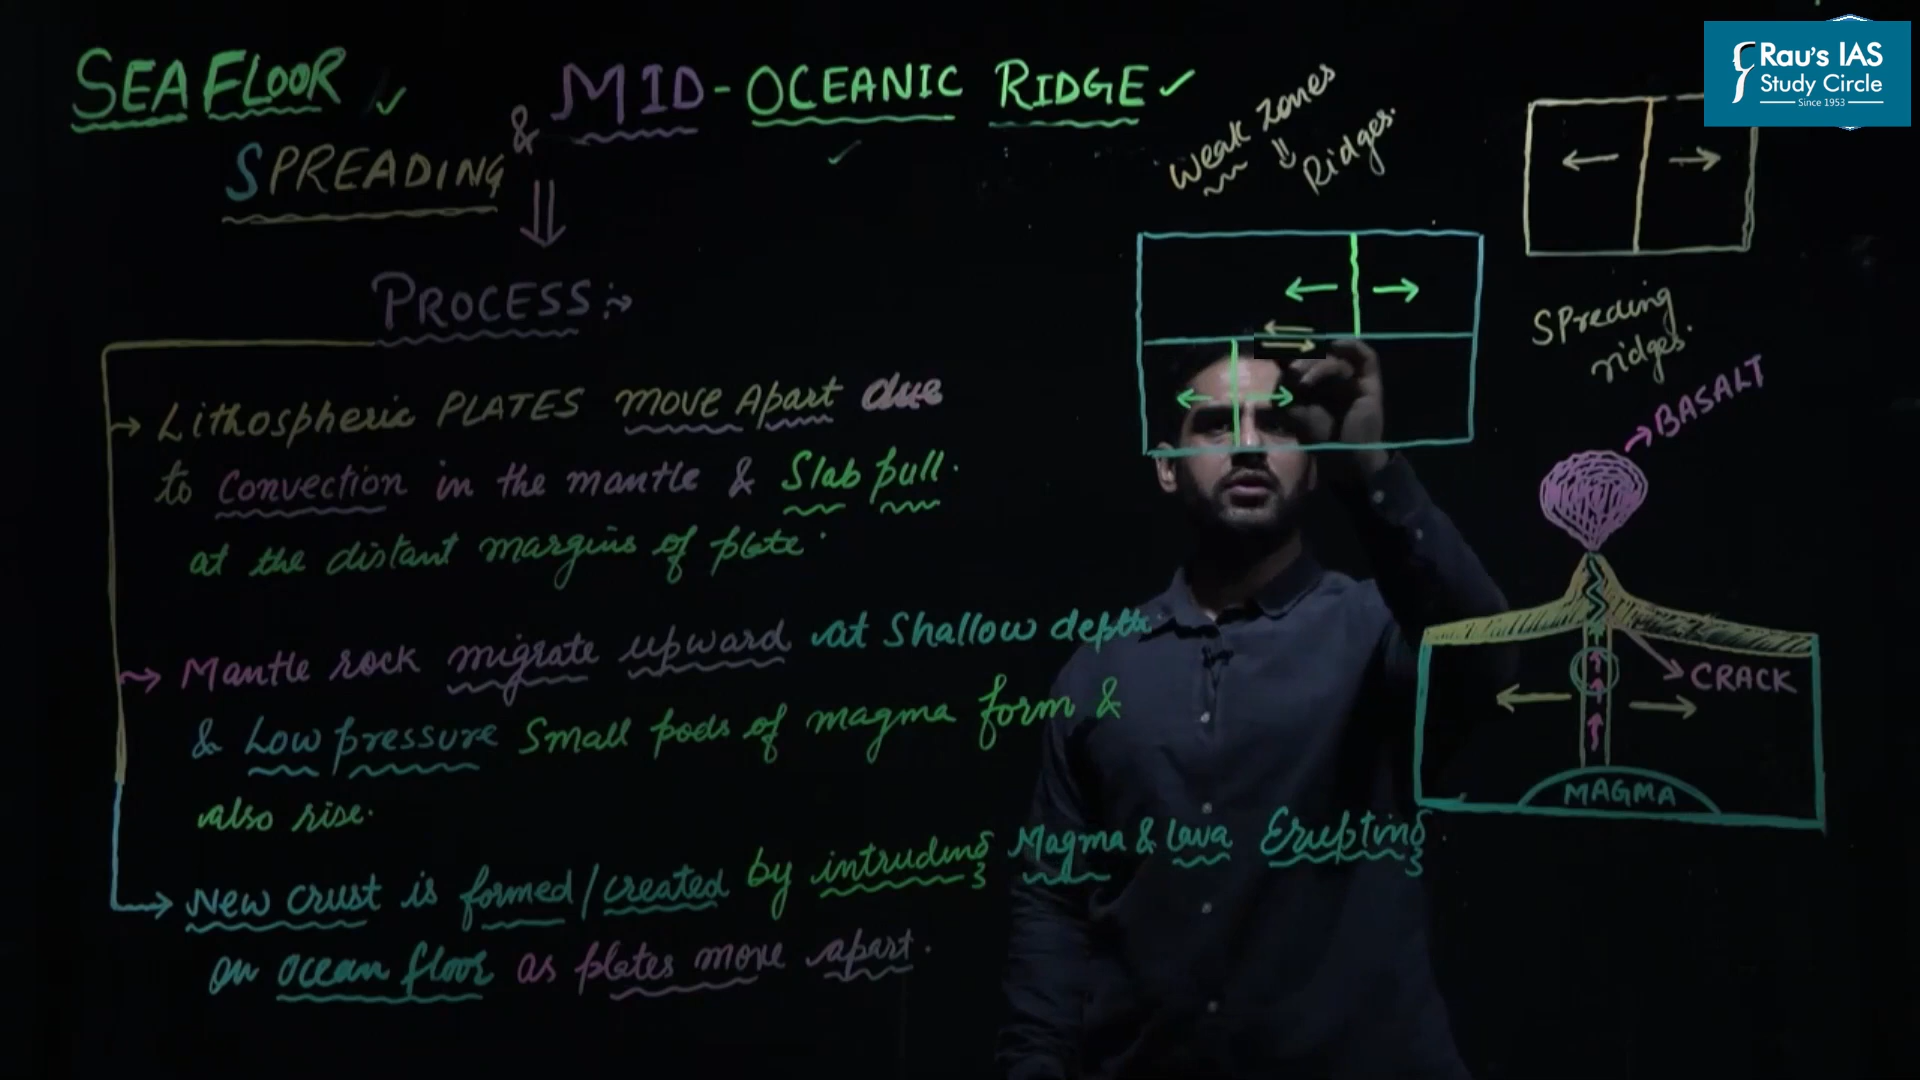 SEA FLOOR
SPREADING
&
MID-OCEANIC RIDGE
PROCESS:
Lithospheric PLATES move Apart due
to Convection in the mantle & Slab pull.
at the distant margins of plate.
Mantle rock migrate upward at Shallow depth.
& Low pressure Small pods of magma form &
also rise.
New crust is formed/created by intruding Magma & lava Erupting
on ocean floor as plates move apart.
weak zones
Ridges.
Spreding
ridges.
BASALT
CRACK
MAGMA
Rau's IAS
Study Circle
Since 1953